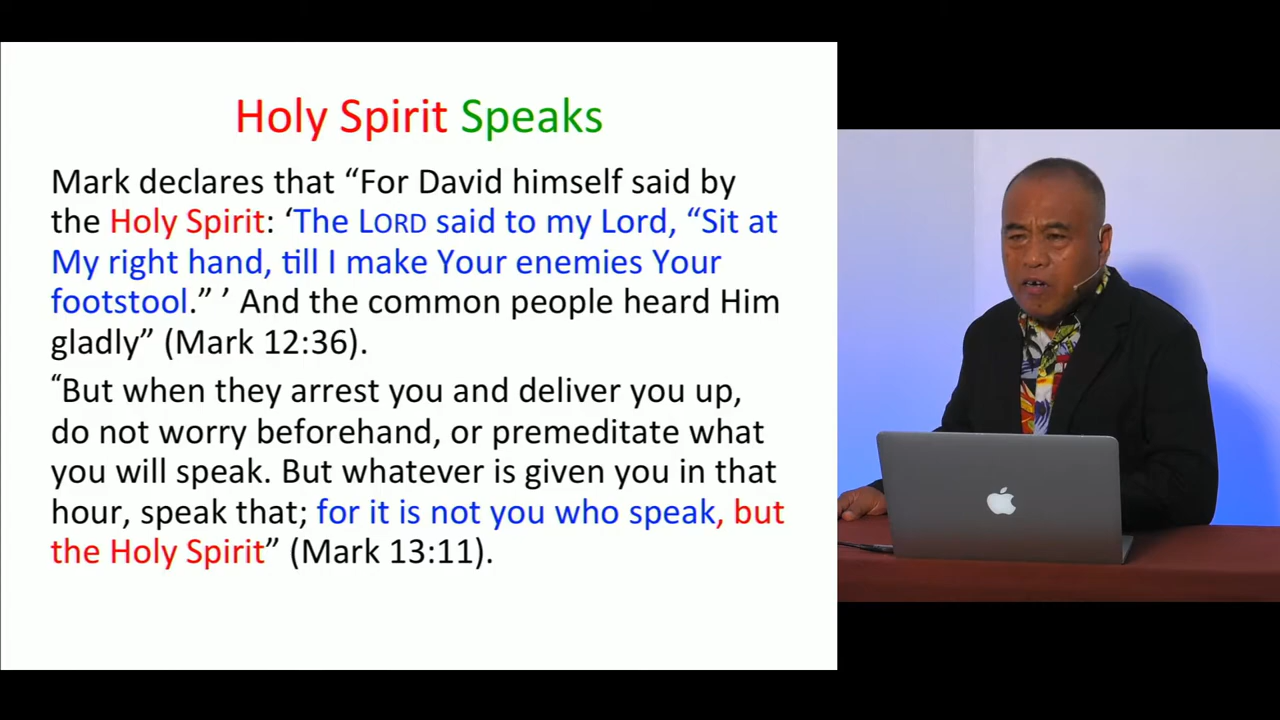 Holy Spirit Speaks
Mark declares that “For David himself said by
the Holy Spirit: ‘The LORD said to my Lord, “Sit at
My right hand, till I make Your enemies Your
footstool.” ’ And the common people heard Him
gladly” (Mark 12:36).
“But when they arrest you and deliver you up,
do not worry beforehand, or premeditate what
you will speak. But whatever is given you in that
hour, speak that; for it is not you who speak, but
the Holy Spirit” (Mark 13:11).